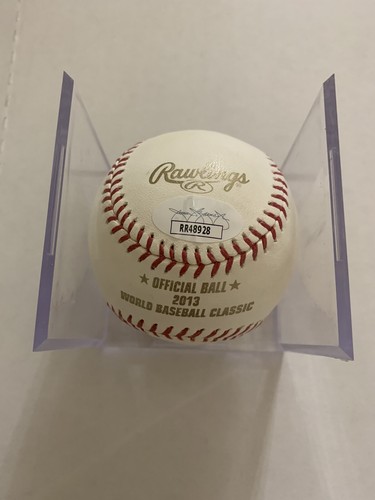 Rawlings
R
RR48928
★ OFFICIAL BALL ★
2013
WORLD BASEBALL CLASSIC